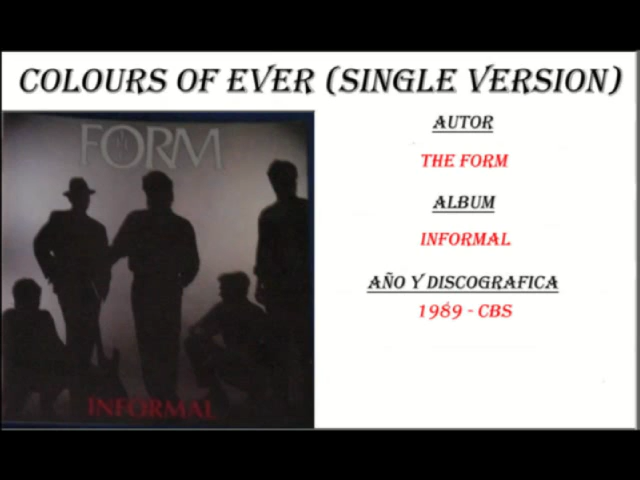 COLOURS OF EVER (SINGLE VERSION)
FORM
INFORMAL
AUTOR
THE FORM
ALBUM
INFORMAL
AÑO Y DISCOGRAFICA
1989 - CBS